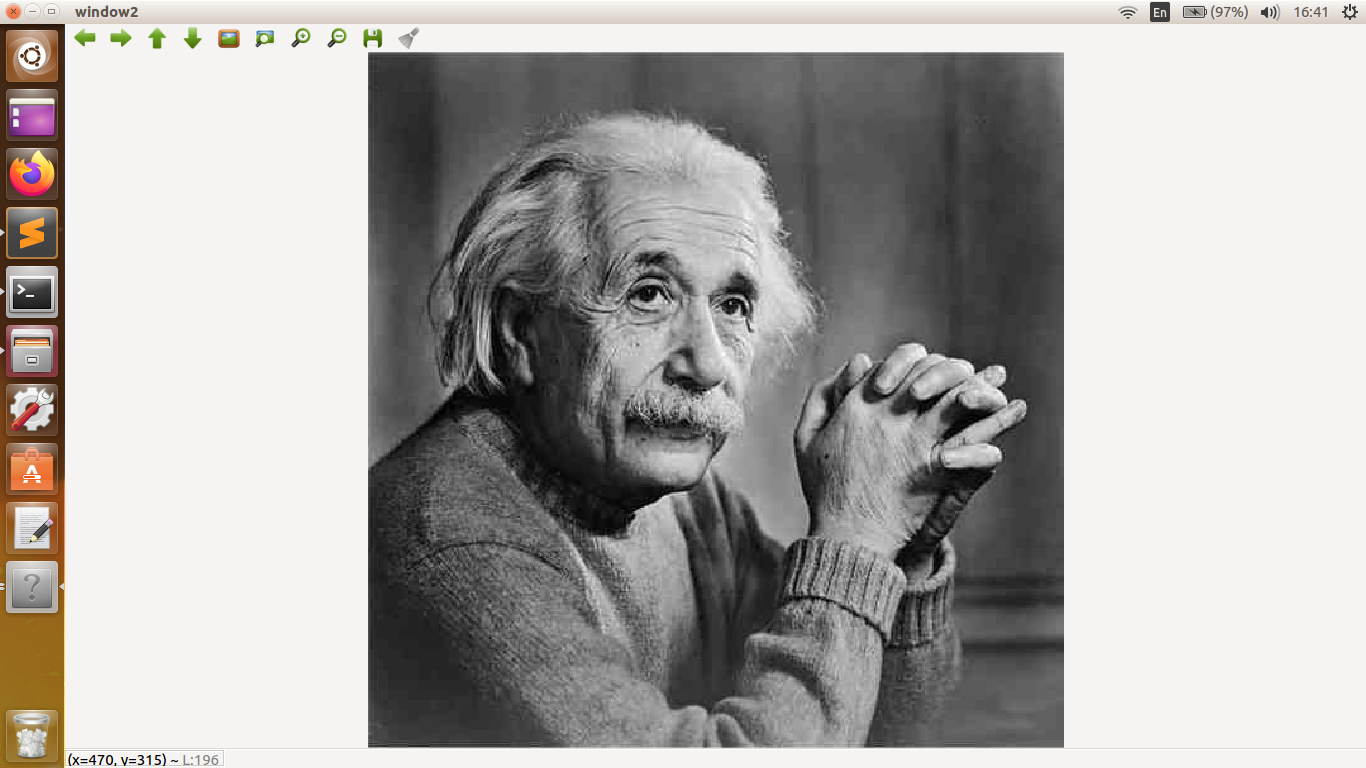 window2
En
(97%)
16:41
(x=470, y=315) ~ L:196